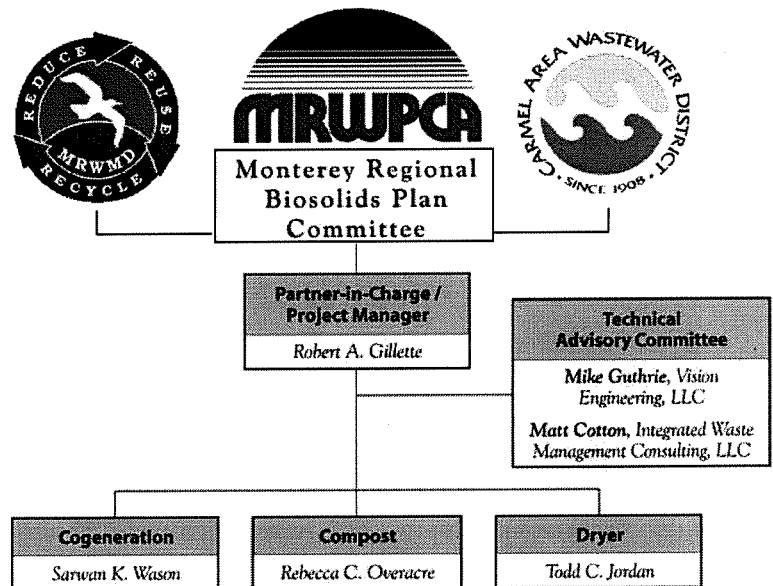 REDUCE REUSE RECYCLE
MRWMD
MRWPCA
CARMEL AREA WASTEWATER DISTRICT
· SINCE 1908 ·
Monterey Regional
Biosolids Plan
Committee
Partner-in-Charge /
Project Manager
Robert A. Gillette
Technical
Advisory Committee
Mike Guthrie, Vision
Engineering, LLC
Matt Cotton, Integrated Waste
Management Consulting, LLC
Cogeneration
Sarwan K. Wason
Compost
Rebecca C. Overacre
Dryer
Todd C. Jordan